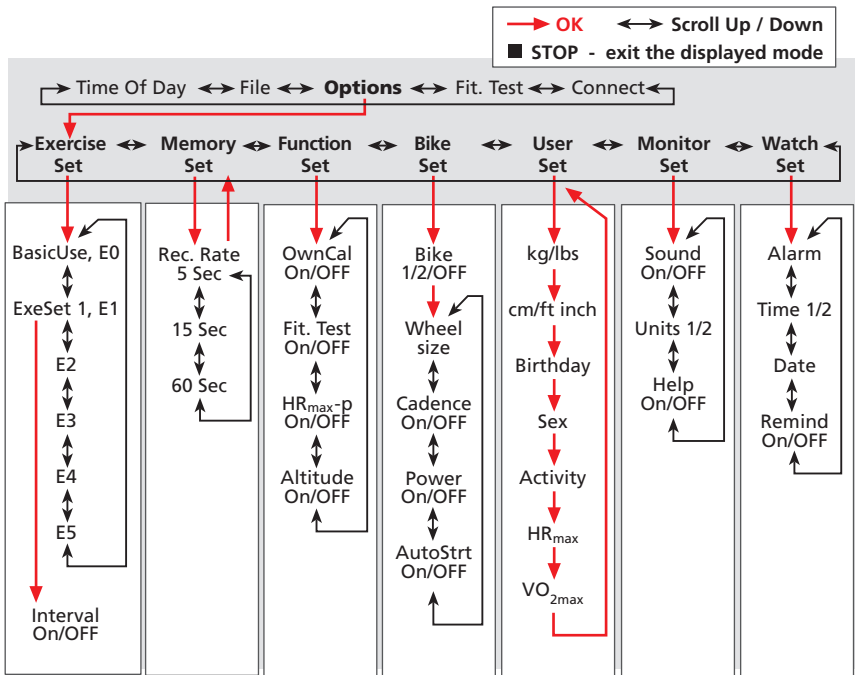 OK Scroll Up / Down
STOP - exit the displayed mode
Time Of Day File Options Fit. Test Connect
Exercise Set
Memory Set
Function Set
Bike Set
User Set
Monitor Set
Watch Set
BasicUse, E0
ExeSet 1, E1
E2
E3
E4
E5
Interval
On/OFF
Rec. Rate
5 Sec
15 Sec
60 Sec
OwnCal
On/OFF
Fit. Test
On/OFF
HRmax-p
On/OFF
Altitude
On/OFF
Bike
1/2/OFF
Wheel
size
Cadence
On/OFF
Power
On/OFF
AutoStrt
On/OFF
kg/lbs
cm/ft inch
Birthday
Sex
Activity
HRmax
VO2max
Sound
On/OFF
Units 1/2
Help
On/OFF
Alarm
Time 1/2
Date
Remind
On/OFF